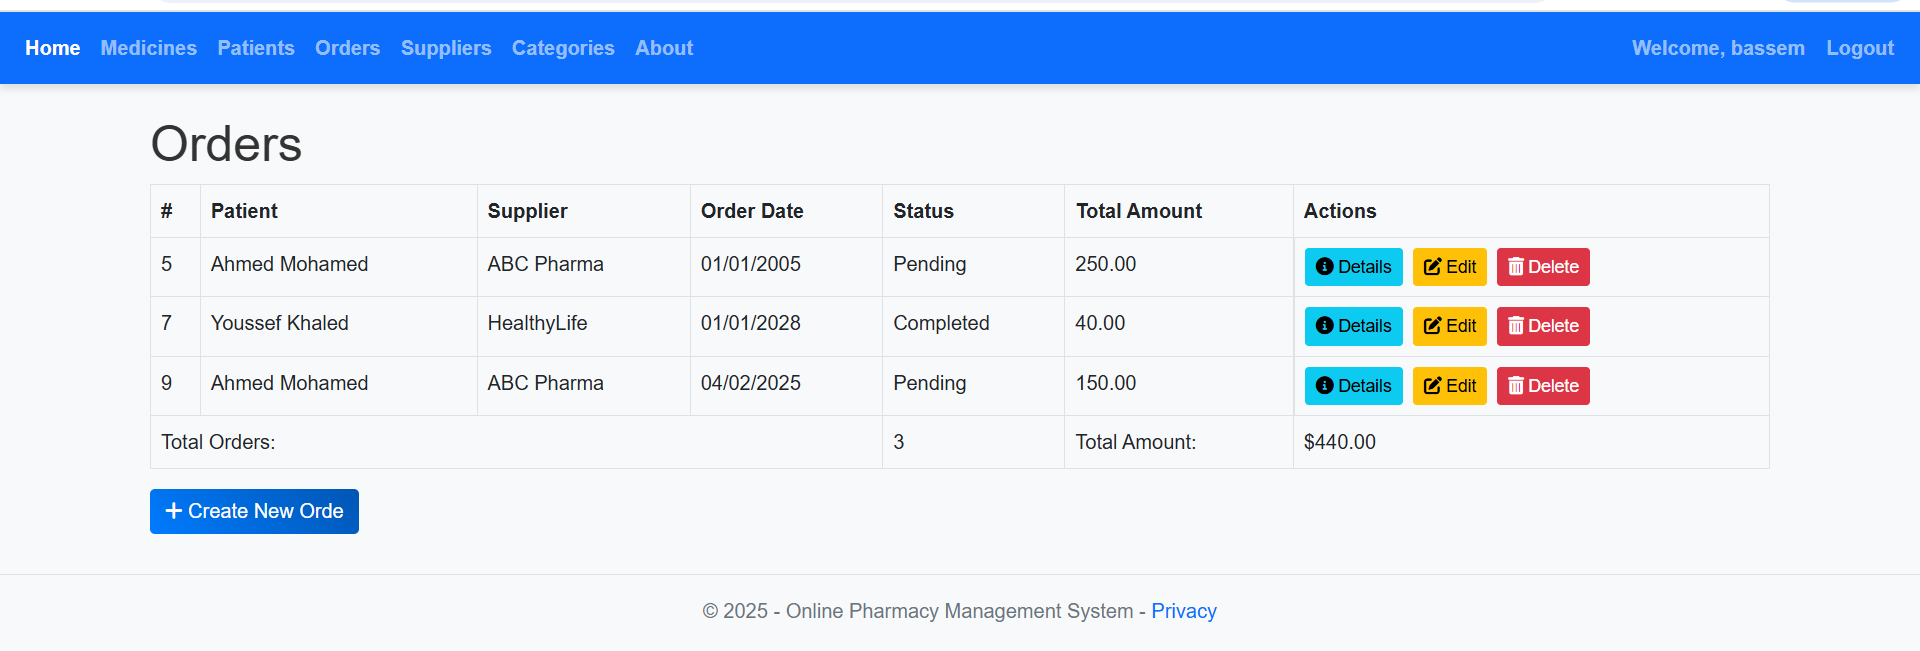 Home Medicines Patients Orders Suppliers Categories About Welcome, bassem Logout
Orders
# Patient Supplier Order Date Status Total Amount Actions
5 Ahmed Mohamed ABC Pharma 01/01/2005 Pending 250.00 Details Edit Delete
7 Youssef Khaled HealthyLife 01/01/2028 Completed 40.00 Details Edit Delete
9 Ahmed Mohamed ABC Pharma 04/02/2025 Pending 150.00 Details Edit Delete
Total Orders: 3 Total Amount: $440.00
+ Create New Orde
© 2025 - Online Pharmacy Management System - Privacy